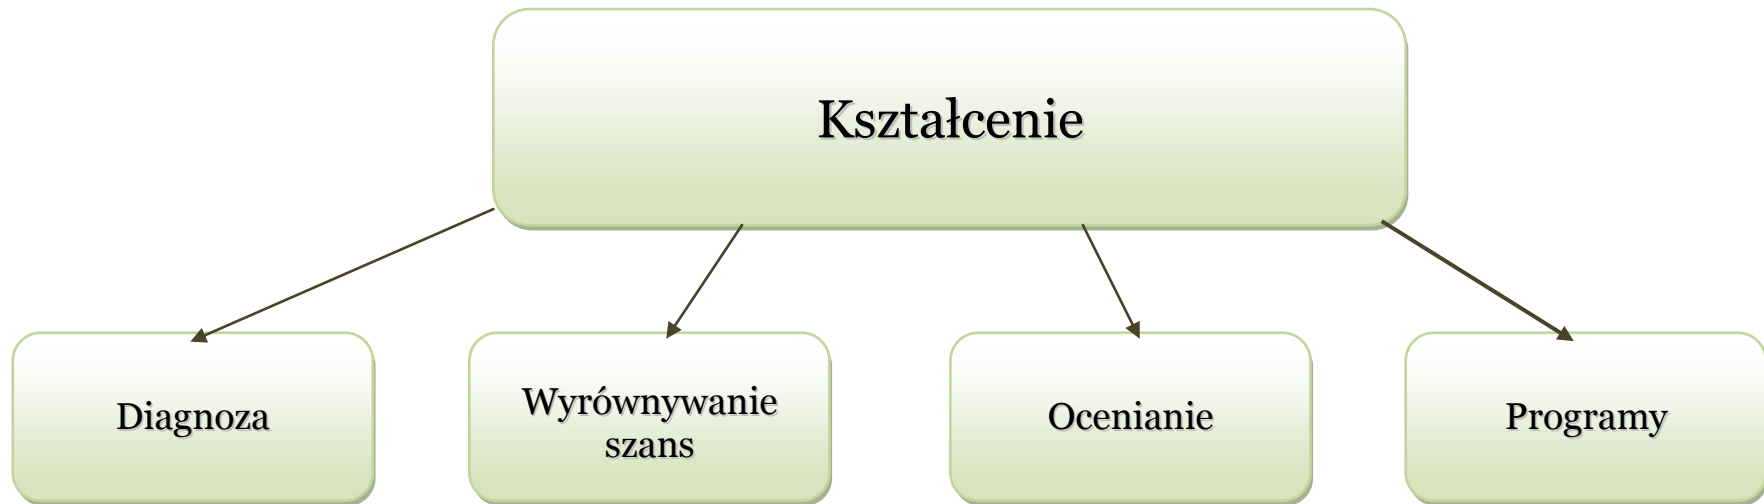 Kształcenie
Diagnoza
Wyrównywanie
szans
Ocenianie
Programy